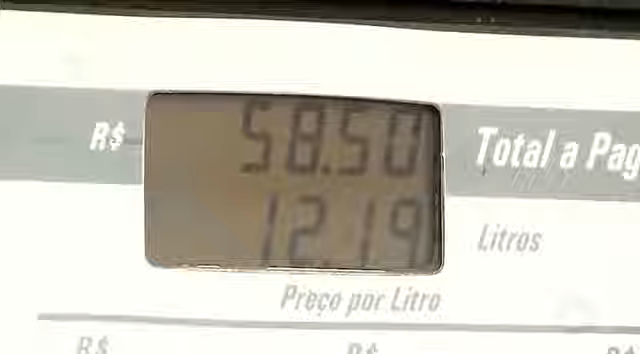 R$ 58.50 Total a Pag
12.19 Litros
Preço por Litro
R$ R$ R$